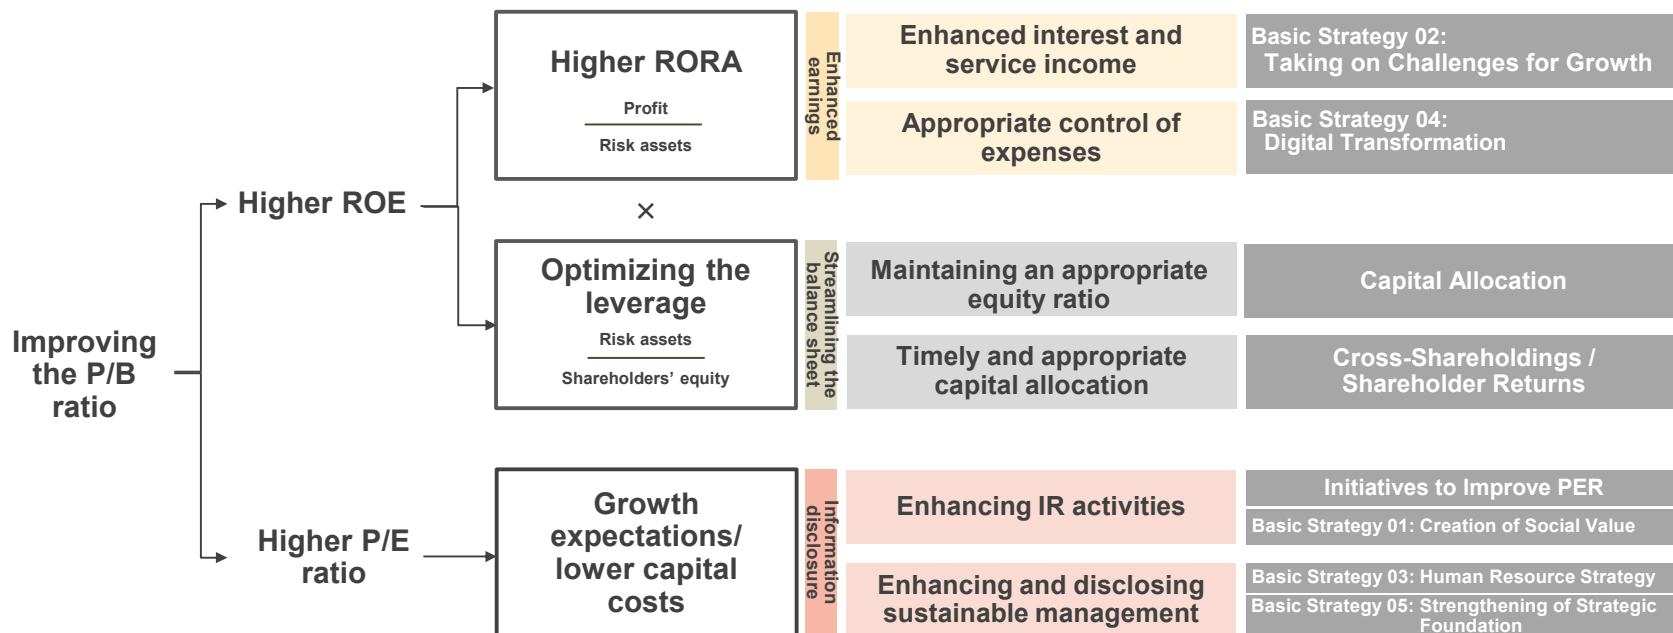 Improving
the P/B
ratio
Higher ROE
Higher RORA
Profit
Risk assets
×
Optimizing the
leverage
Risk assets
Shareholders’ equity
Enhanced
earnings
Enhanced interest and
service income
Basic Strategy 02:
Taking on Challenges for Growth
Appropriate control of
expenses
Basic Strategy 04:
Digital Transformation
Streamlining the
balance sheet
Maintaining an appropriate
equity ratio
Capital Allocation
Timely and appropriate
capital allocation
Cross-Shareholdings /
Shareholder Returns
Higher P/E
ratio
Growth
expectations/
lower capital
costs
Information
disclosure
Enhancing IR activities
Initiatives to Improve PER
Basic Strategy 01: Creation of Social Value
Enhancing and disclosing
sustainable management
Basic Strategy 03: Human Resource Strategy
Basic Strategy 05: Strengthening of Strategic
Foundation